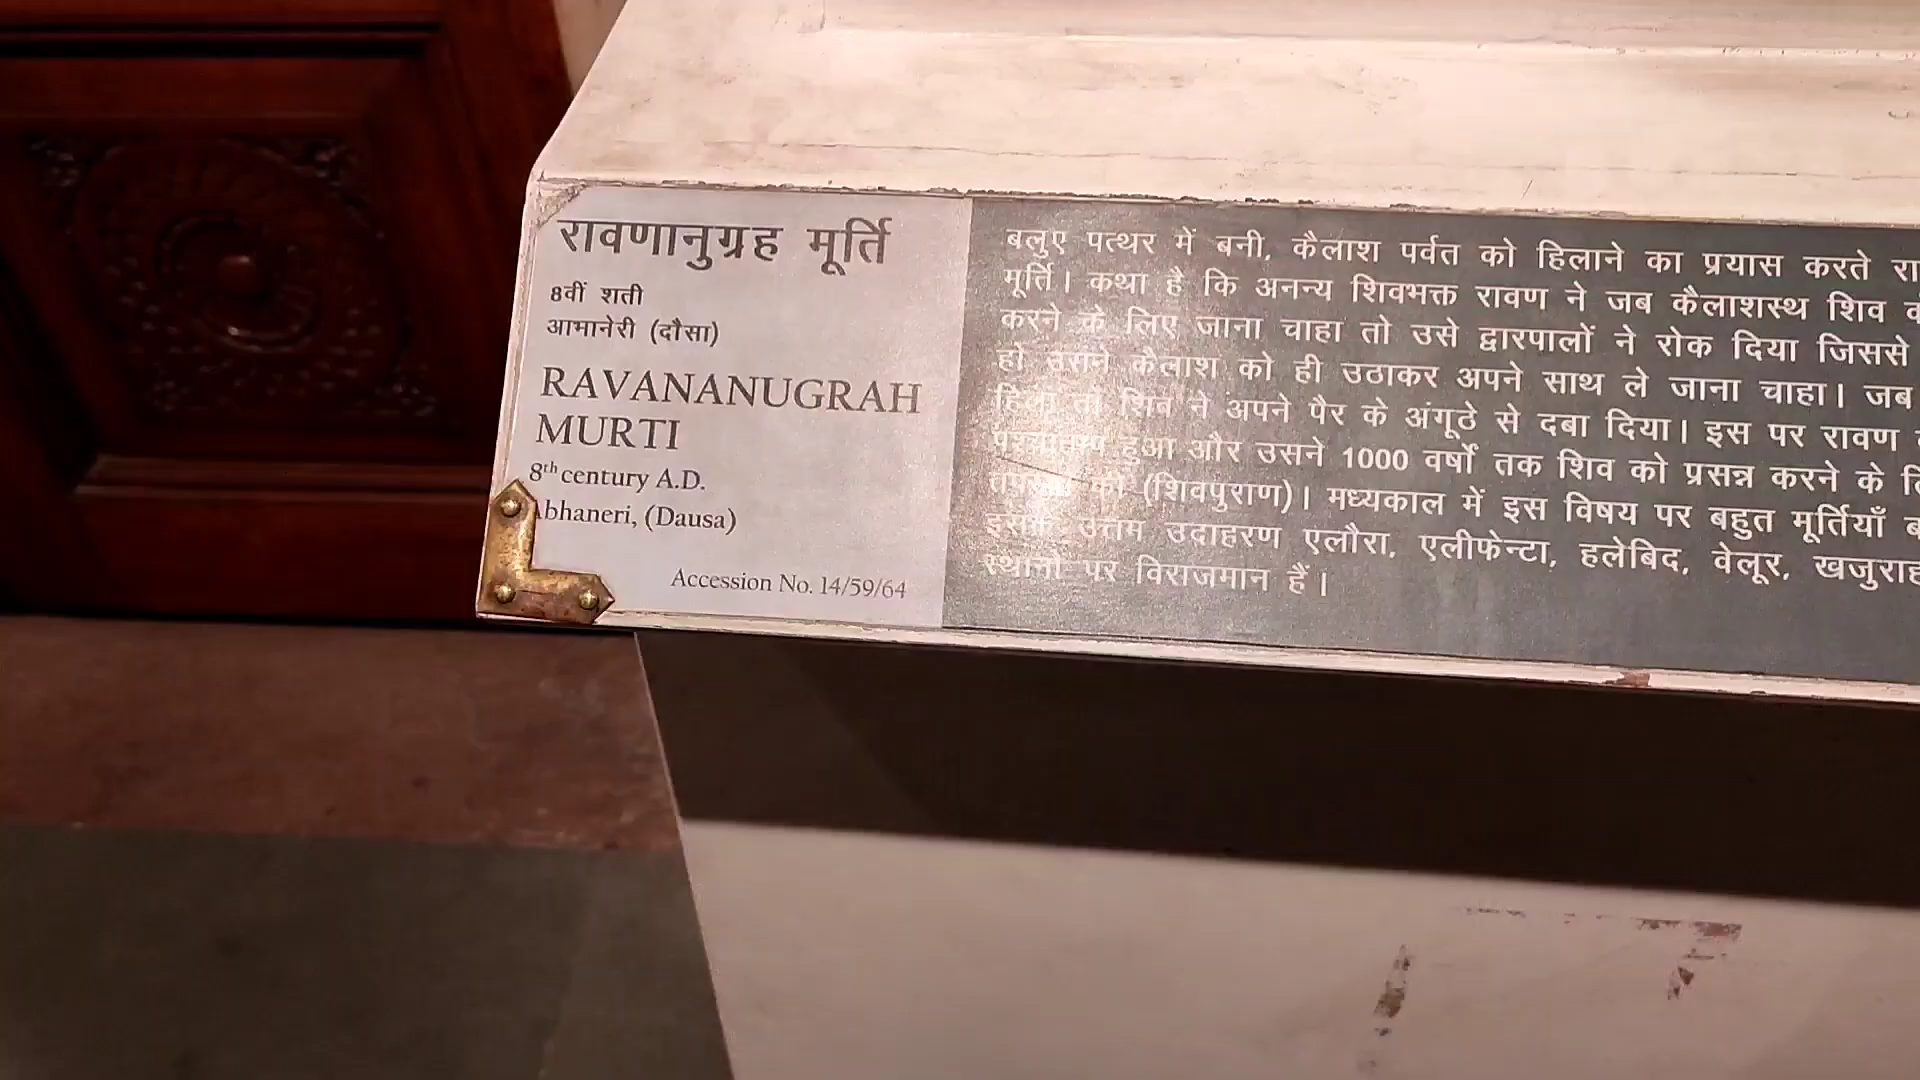 रावणानुग्रह मूर्ति
8वीं शती
आभानेरी (दौसा)
RAVANANUGRAH
MURTI
8th century A.D.
bhaneri, (Dausa)
Accession No. 14/59/64
बलुए पत्थर में बनी, कैलाश पर्वत को हिलाने का प्रयास करते
मूर्ति। कथा है कि अनन्य शिवभक्त रावण ने जब कैलाशस्थ शिव
करने के लिए जाना चाहा तो उसे द्वारपालों ने रोक दिया जिससे
हो उसने कैलाश को ही उठाकर अपने साथ ले जाना चाहा। जब
हिला तो शिव ने अपने पैर के अंगूठे से दबा दिया। इस पर रावण
हुआ और उसने 1000 वर्षों तक शिव को प्रसन्न करने के
की (शिवपुराण)। मध्यकाल में इस विषय पर बहुत मूर्तियाँ
इसके उत्तम उदाहरण एलौरा, एलीफेन्टा, हलेबिद, वेलूर,
स्थानों पर विराजमान हैं।